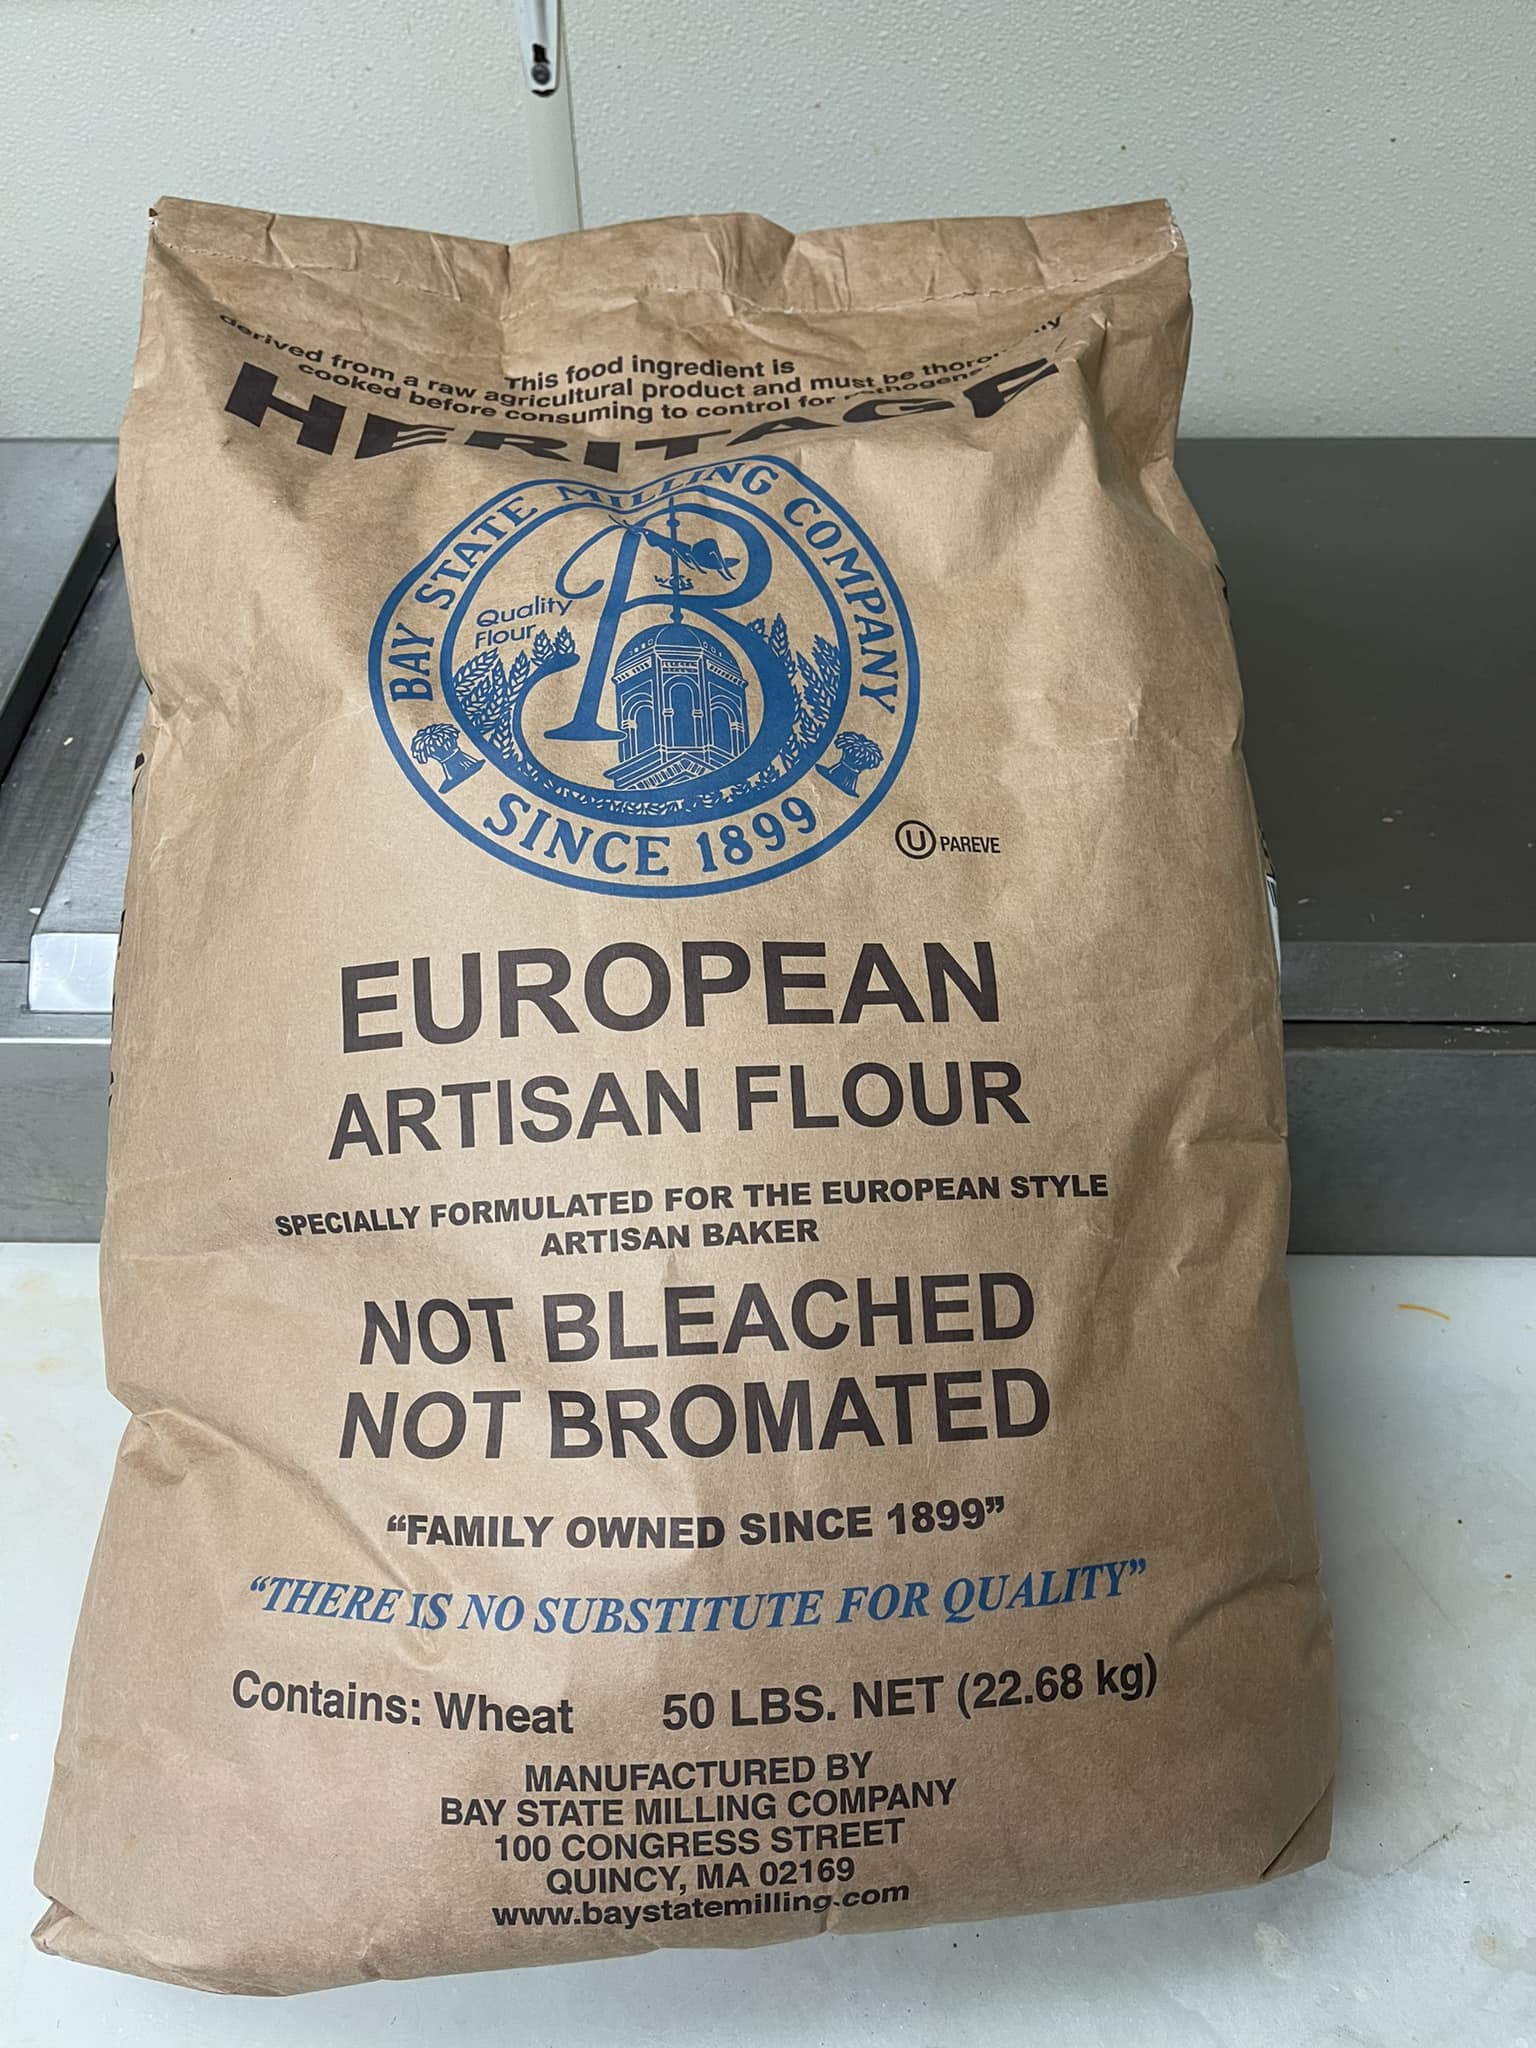 This food ingredient is
derived from a raw agricultural product and must be
cooked before consuming to control for
HERITAGE
BAY STATE MILLING COMPANY
Quality
Flour
SINCE 1899
U PAREVE
EUROPEAN
ARTISAN FLOUR
SPECIALLY FORMULATED FOR THE EUROPEAN STYLE
ARTISAN BAKER
NOT BLEACHED
NOT BROMATED
“FAMILY OWNED SINCE 1899”
“THERE IS NO SUBSTITUTE FOR QUALITY”
Contains: Wheat 50 LBS. NET (22.68 kg)
MANUFACTURED BY
BAY STATE MILLING COMPANY
100 CONGRESS STREET
QUINCY, MA 02169
www.baystatemilling.com